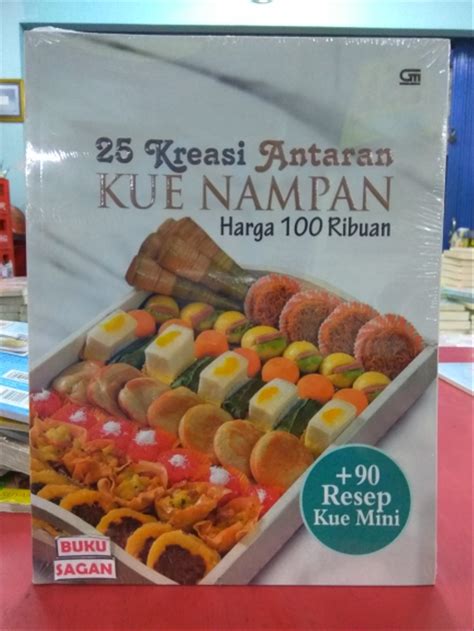 25 Kreasi Antaran
KUE NAMPAN
Harga 100 Ribuan
+90
Resep
Kue Mini
BUKU
SAGAN